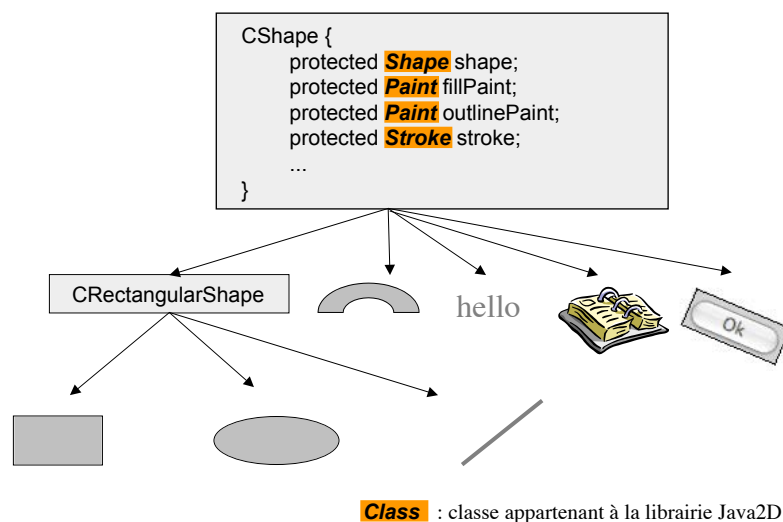 CShape {
protected Shape shape;
protected Paint fillPaint;
protected Paint outlinePaint;
protected Stroke stroke;
...
}
CRectangularShape
hello
Ok
Class : classe appartenant à la librairie Java2D